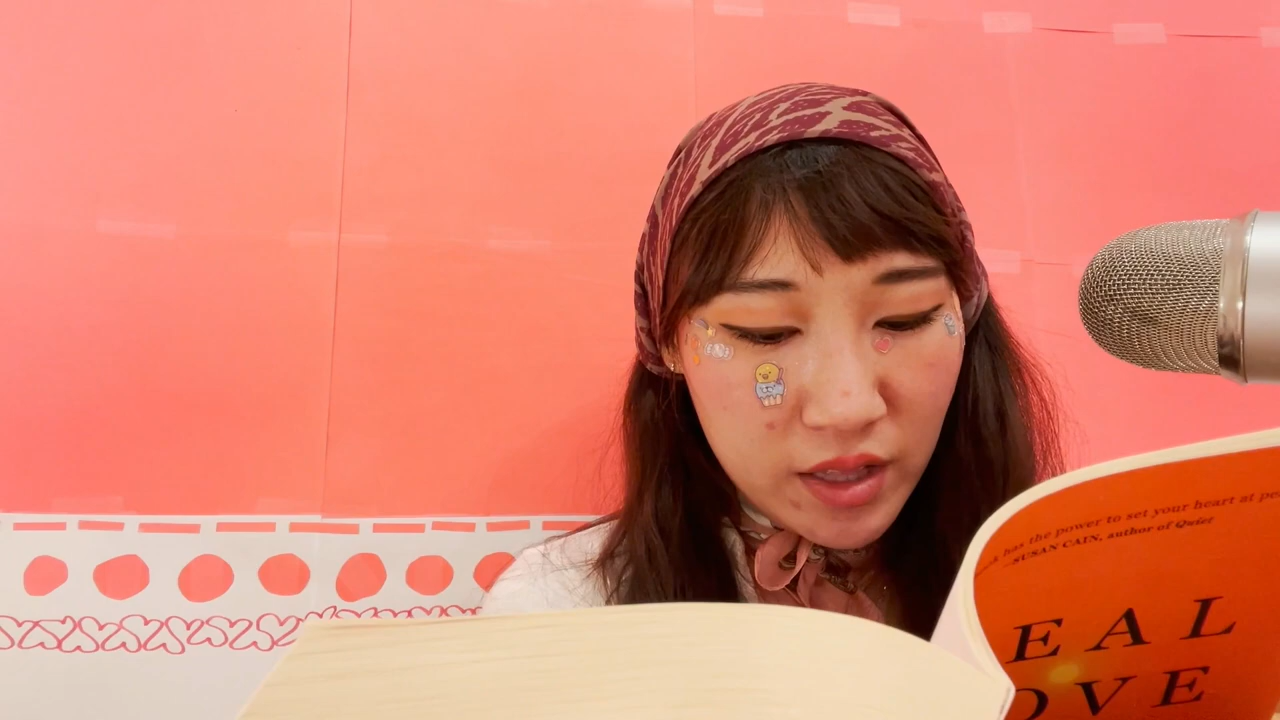 has the power to set your heart at pe
—SUSAN CAIN, author of Quiet
EAL
OVE